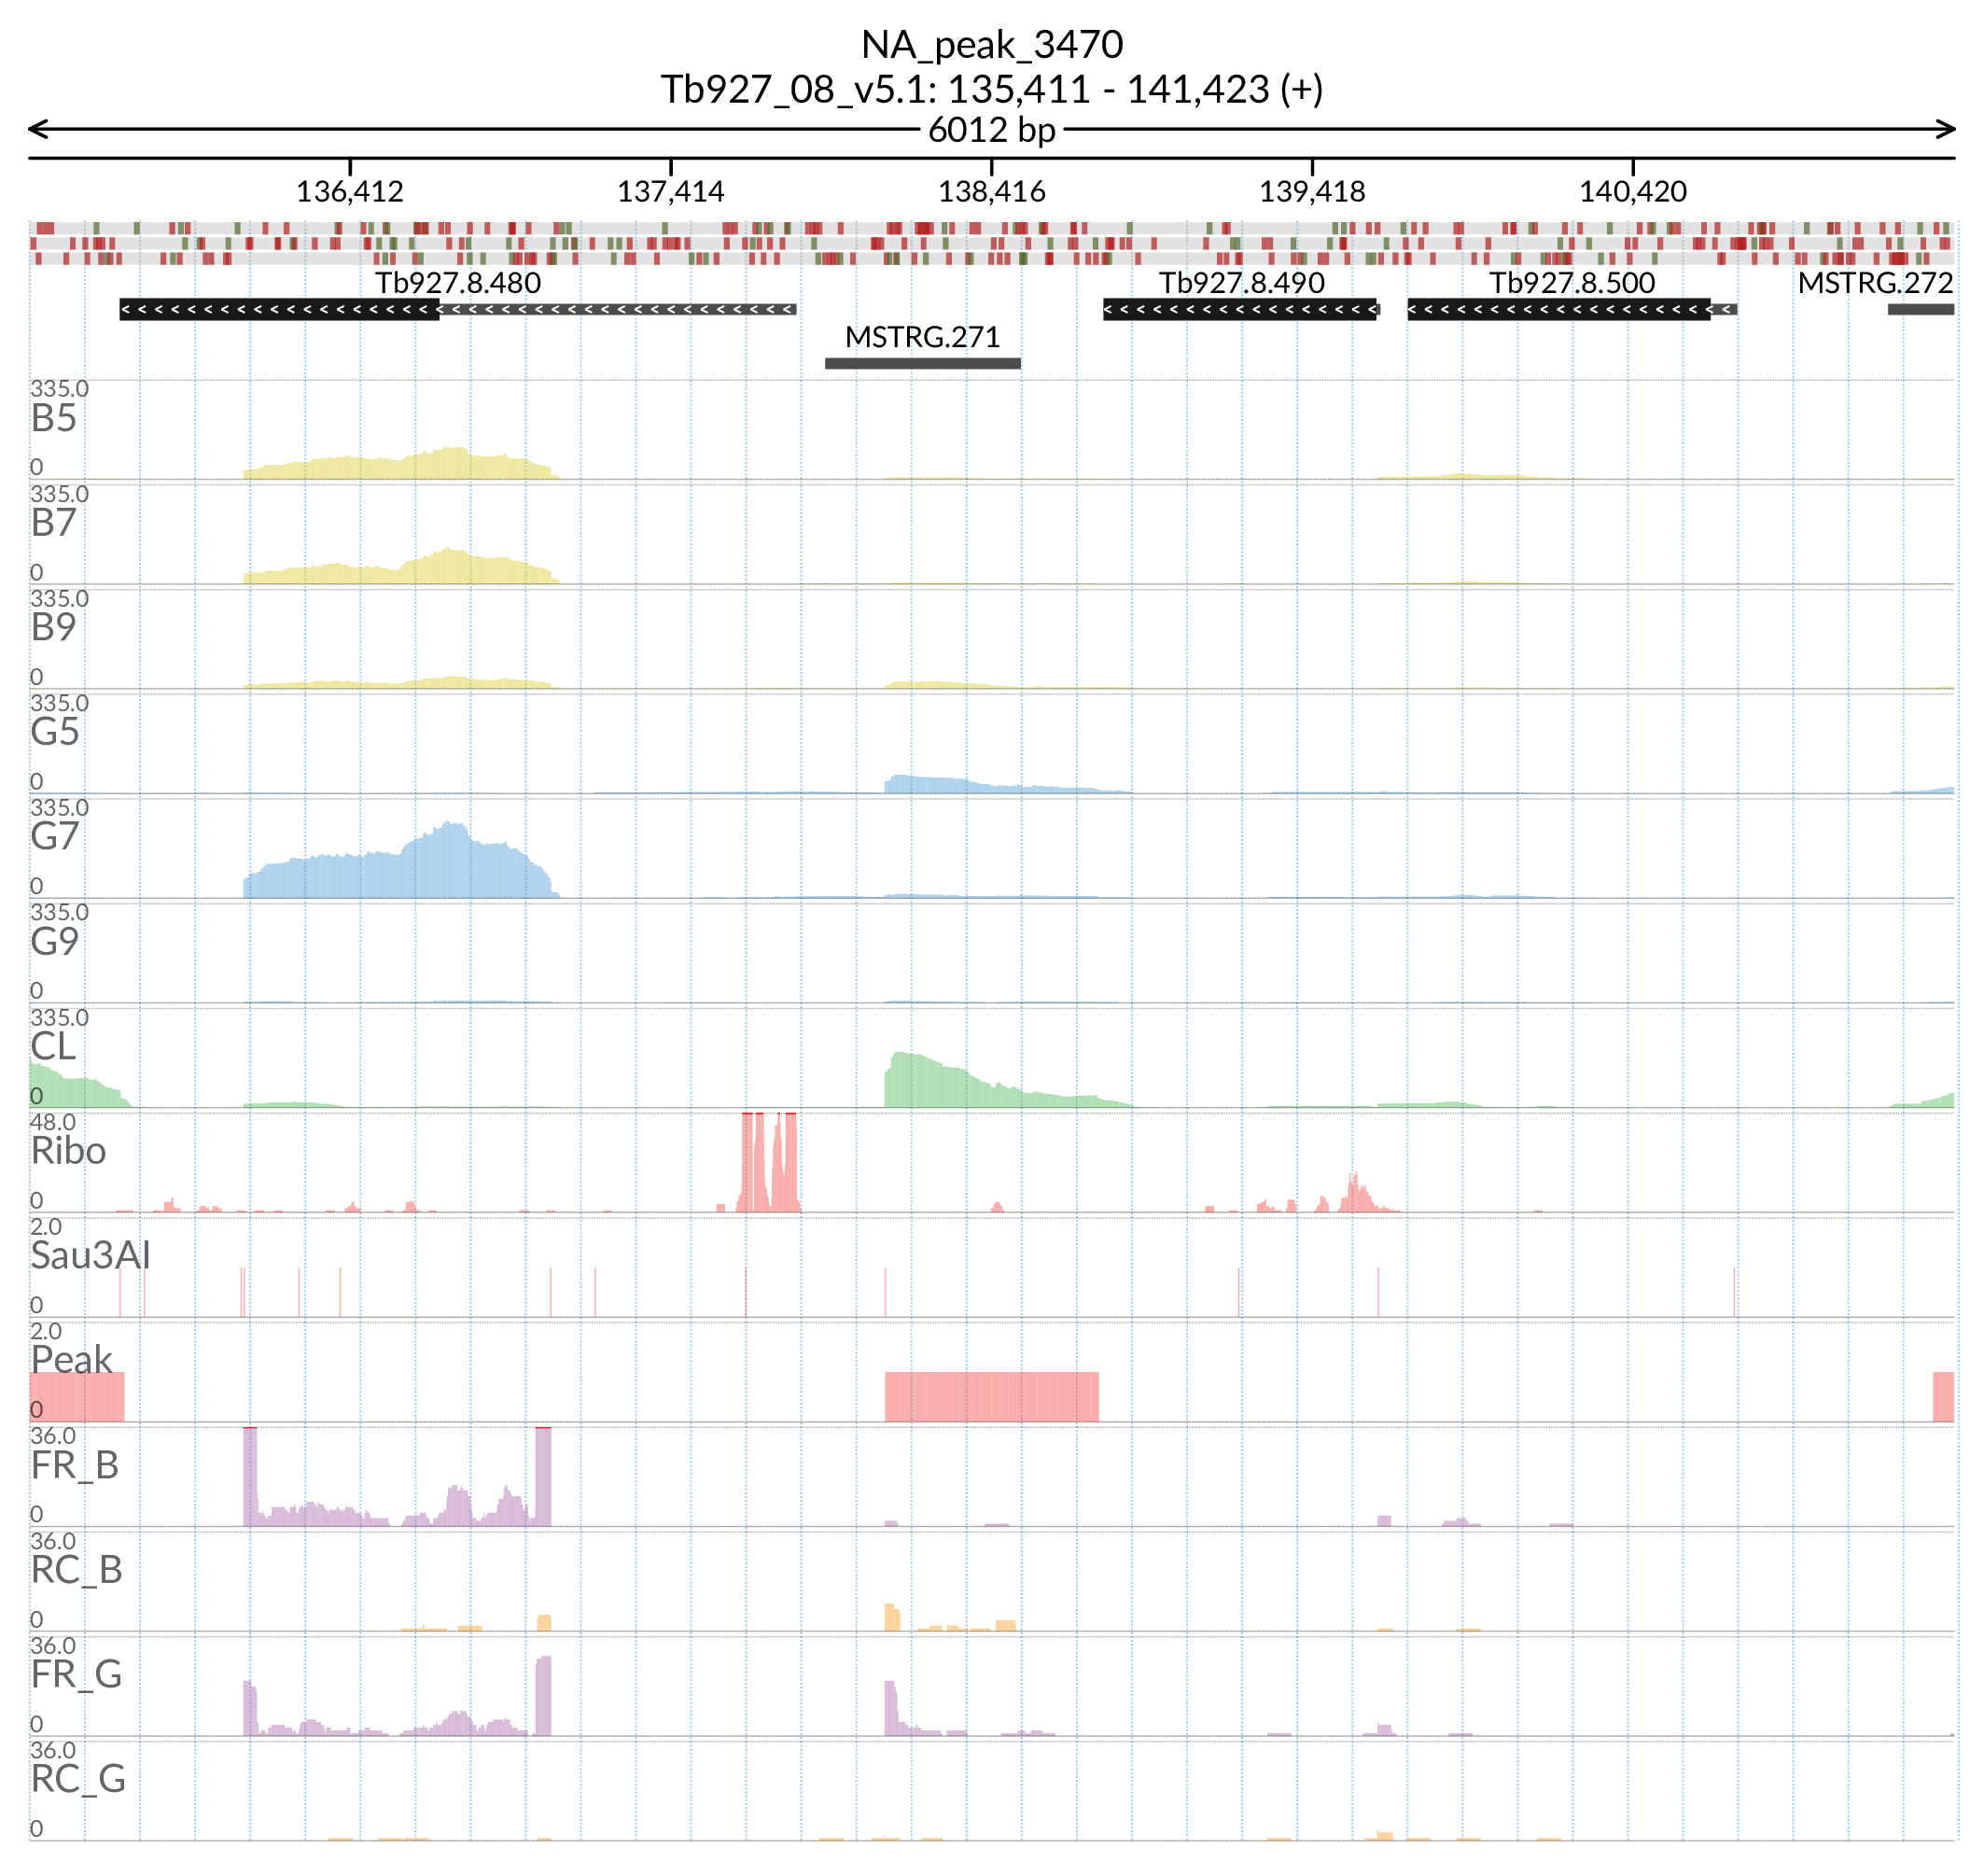 NA_peak_3470
Tb927_08_v5.1: 135,411 - 141,423 (+)
6012 bp
136,412 137,414 138,416 139,418 140,420
Tb927.8.480 Tb927.8.490 Tb927.8.500 MSTRG.272
MSTRG.271
335.0
B5
0
335.0
B7
0
335.0
B9
0
335.0
G5
0
335.0
G7
0
335.0
G9
0
335.0
CL
0
48.0
Ribo
0
2.0
Sau3AI
0
2.0
Peak
0
36.0
FR_B
0
36.0
RC_B
0
36.0
FR_G
0
36.0
RC_G
0